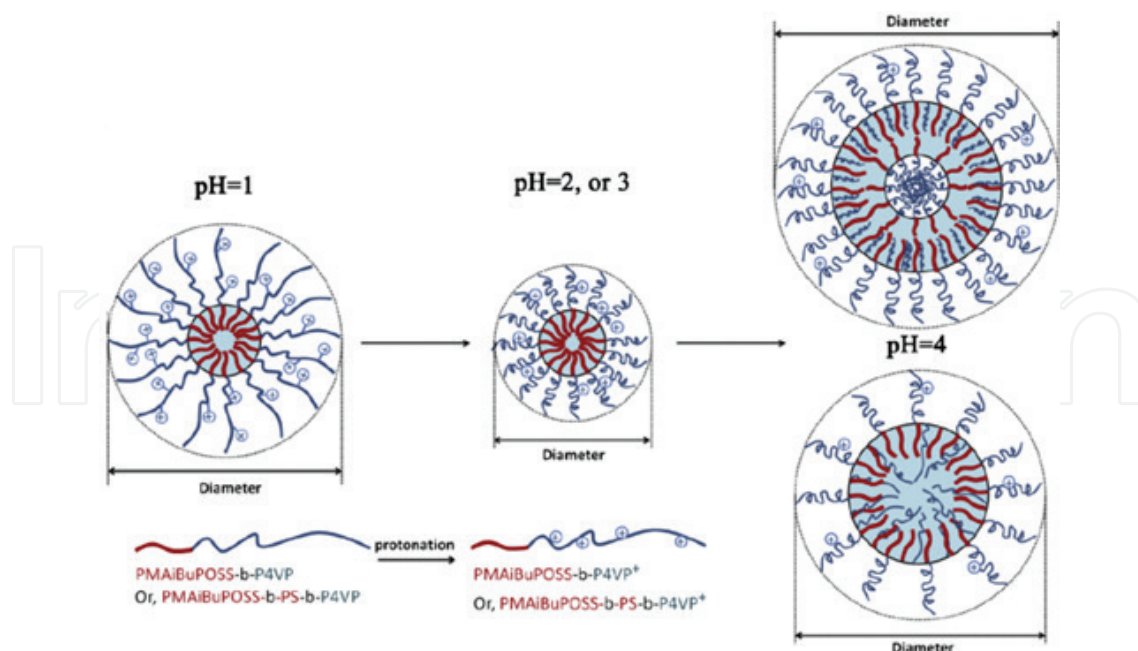 Diameter
pH=1
pH=2, or 3
pH=4
Diameter
Diameter
Diameter
protonation
PMAiBuPOSS-b-P4VP
Or, PMAiBuPOSS-b-PS-b-P4VP
PMAiBuPOSS-b-P4VP⁺
Or, PMAiBuPOSS-b-PS-b-P4VP⁺